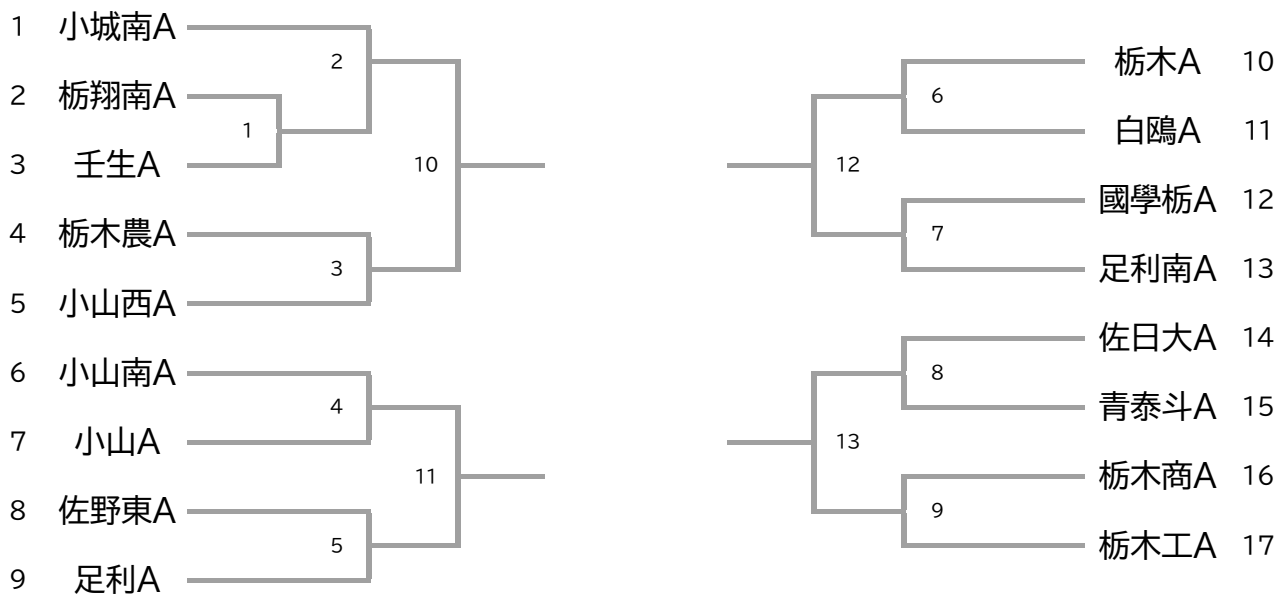 1 小城南A
2
2 栃翔南A
1
3 壬生A
10
4 栃木農A
3
5 小山西A
6 小山南A
4
7 小山A
11
8 佐野東A
5
9 足利A
栃木A 10
6
白鴎A 11
12
國學栃A 12
7
足利南A 13
佐日大A 14
8
青泰斗A 15
13
栃木商A 16
9
栃木工A 17